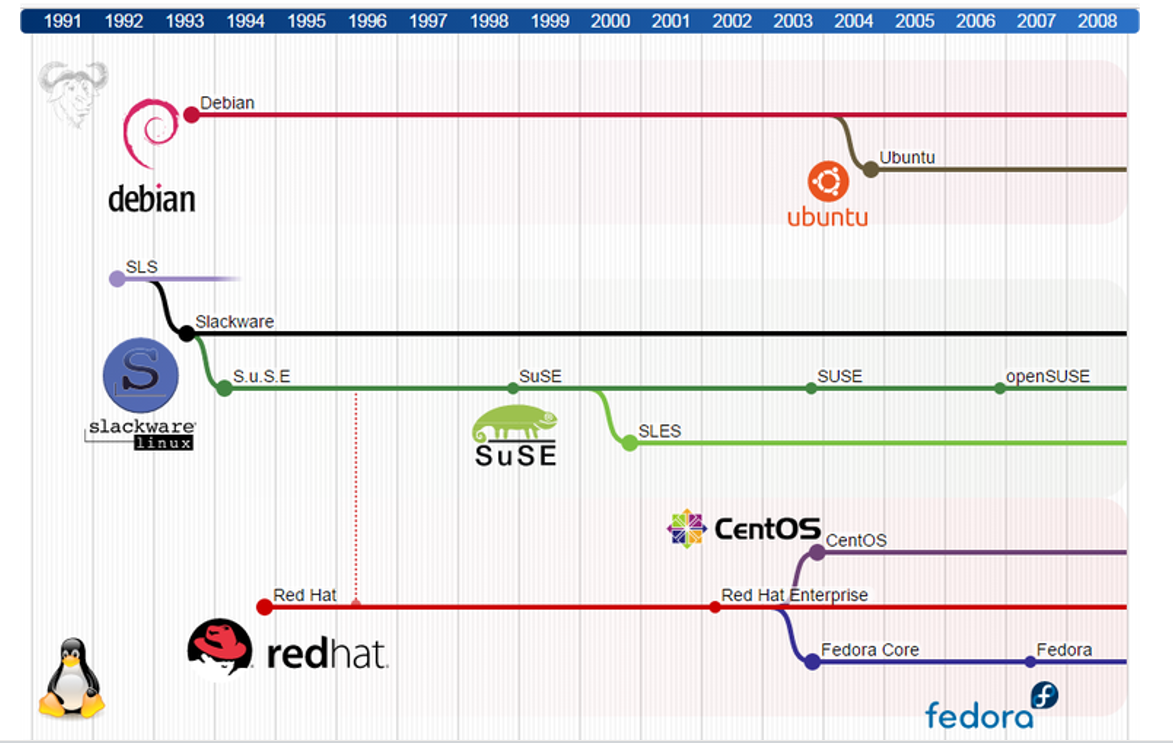 1991 1992 1993 1994 1995 1996 1997 1998 1999 2000 2001 2002 2003 2004 2005 2006 2007 2008
Debian
debian
Ubuntu
ubuntu
SLS
Slackware
S
slackware
linux
S.u.S.E
SuSE
SUSE
openSUSE
SuSE
SLES
CentOS
CentOS
Red Hat
Red Hat Enterprise
redhat.
Fedora Core
Fedora
fedora